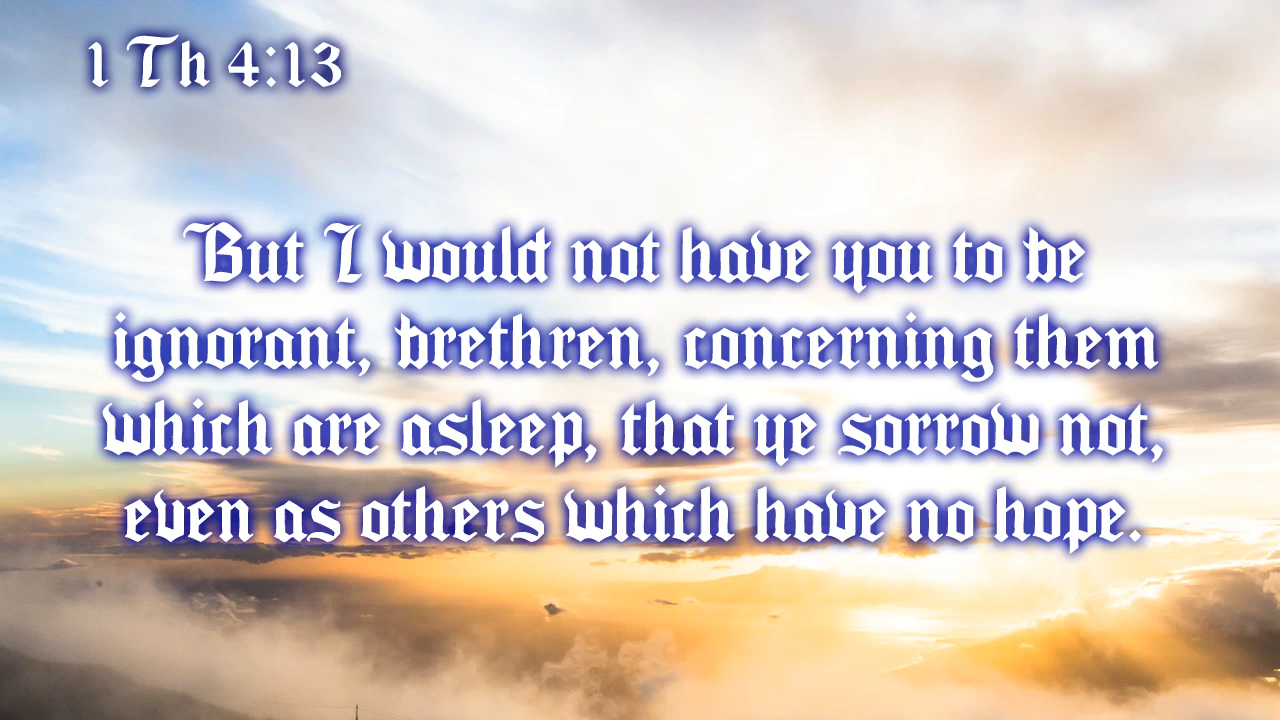 1 Th 4:13
But I would not have you to be
ignorant, brethren, concerning them
which are asleep, that ye sorrow not,
even as others which have no hope.